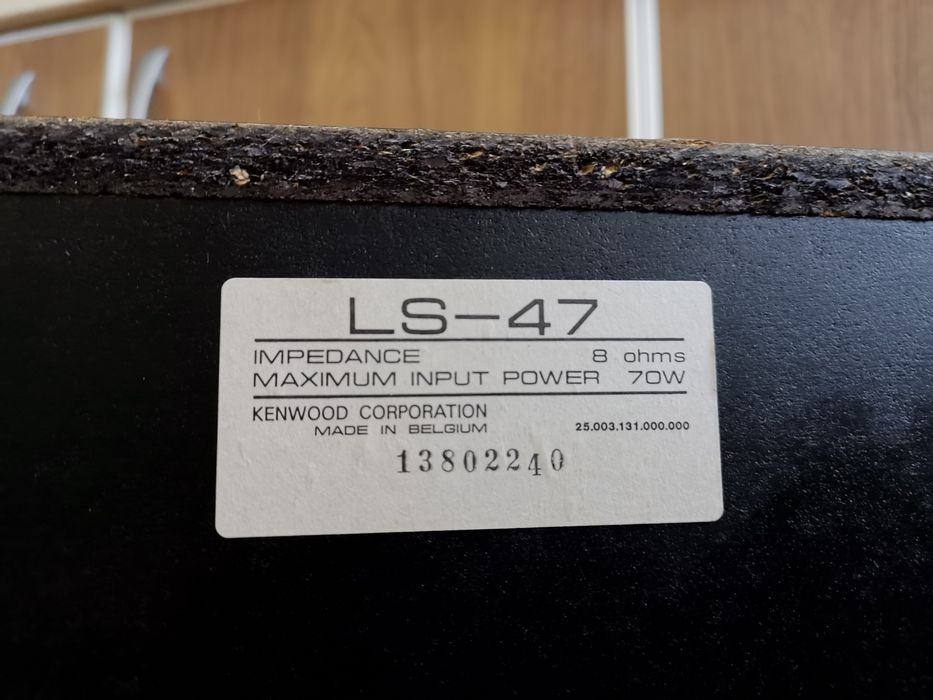 LS-47
IMPEDANCE 8 ohms
MAXIMUM INPUT POWER 70W
KENWOOD CORPORATION
MADE IN BELGIUM 25.003.131.000.000
13802240